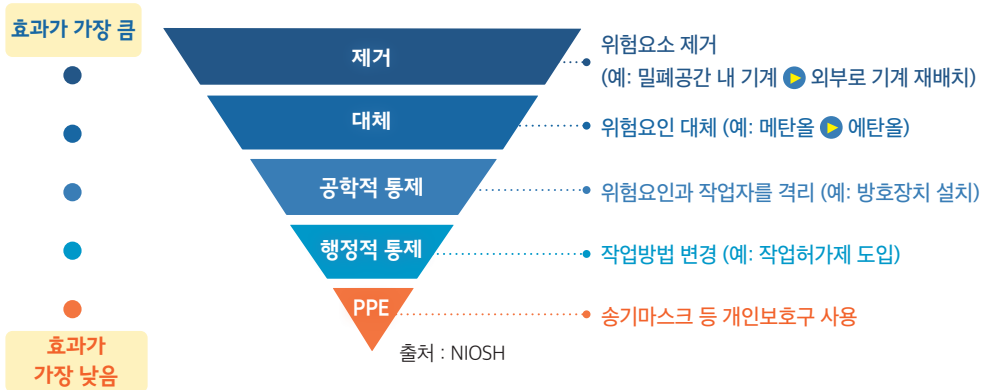 효과가 가장 큼
제거
위험요소 제거
(예: 밀폐공간 내 기계 ▶ 외부로 기계 재배치)
대체
위험요인 대체 (예: 메탄올 ▶ 에탄올)
공학적 통제
위험요인과 작업자를 격리 (예: 방호장치 설치)
행정적 통제
작업방법 변경 (예: 작업허가제 도입)
PPE
송기마스크 등 개인보호구 사용
효과가
가장 낮음
출처 : NIOSH